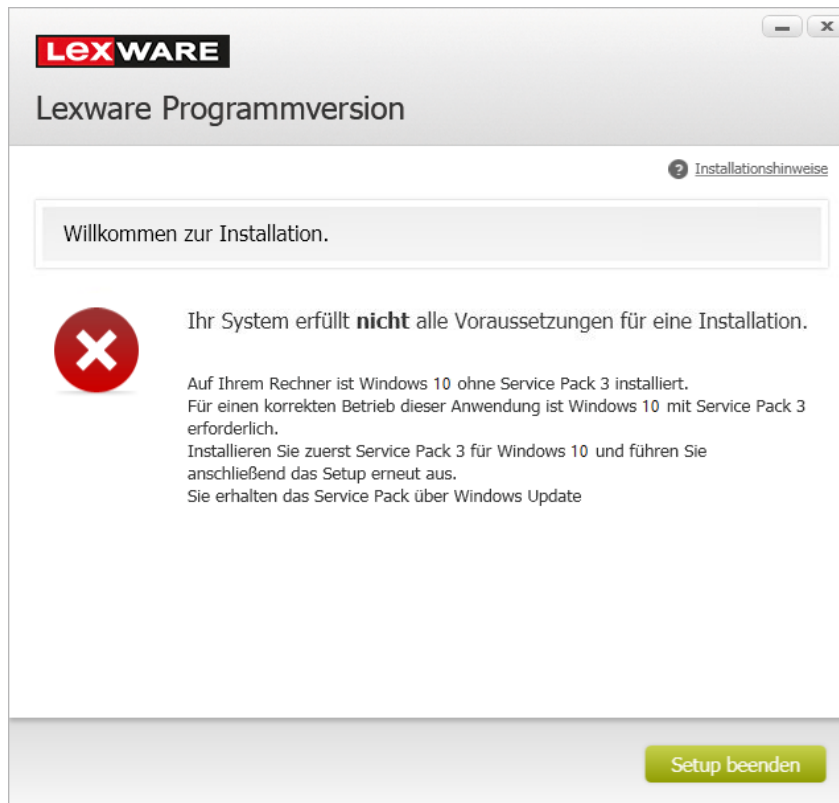 LEXWARE
Lexware Programmversion
? Installationshinweise
Willkommen zur Installation.
Ihr System erfüllt nicht alle Voraussetzungen für eine Installation.
Auf Ihrem Rechner ist Windows 10 ohne Service Pack 3 installiert.
Für einen korrekten Betrieb dieser Anwendung ist Windows 10 mit Service Pack 3
erforderlich.
Installieren Sie zuerst Service Pack 3 für Windows 10 und führen Sie
anschließend das Setup erneut aus.
Sie erhalten das Service Pack über Windows Update
Setup beenden